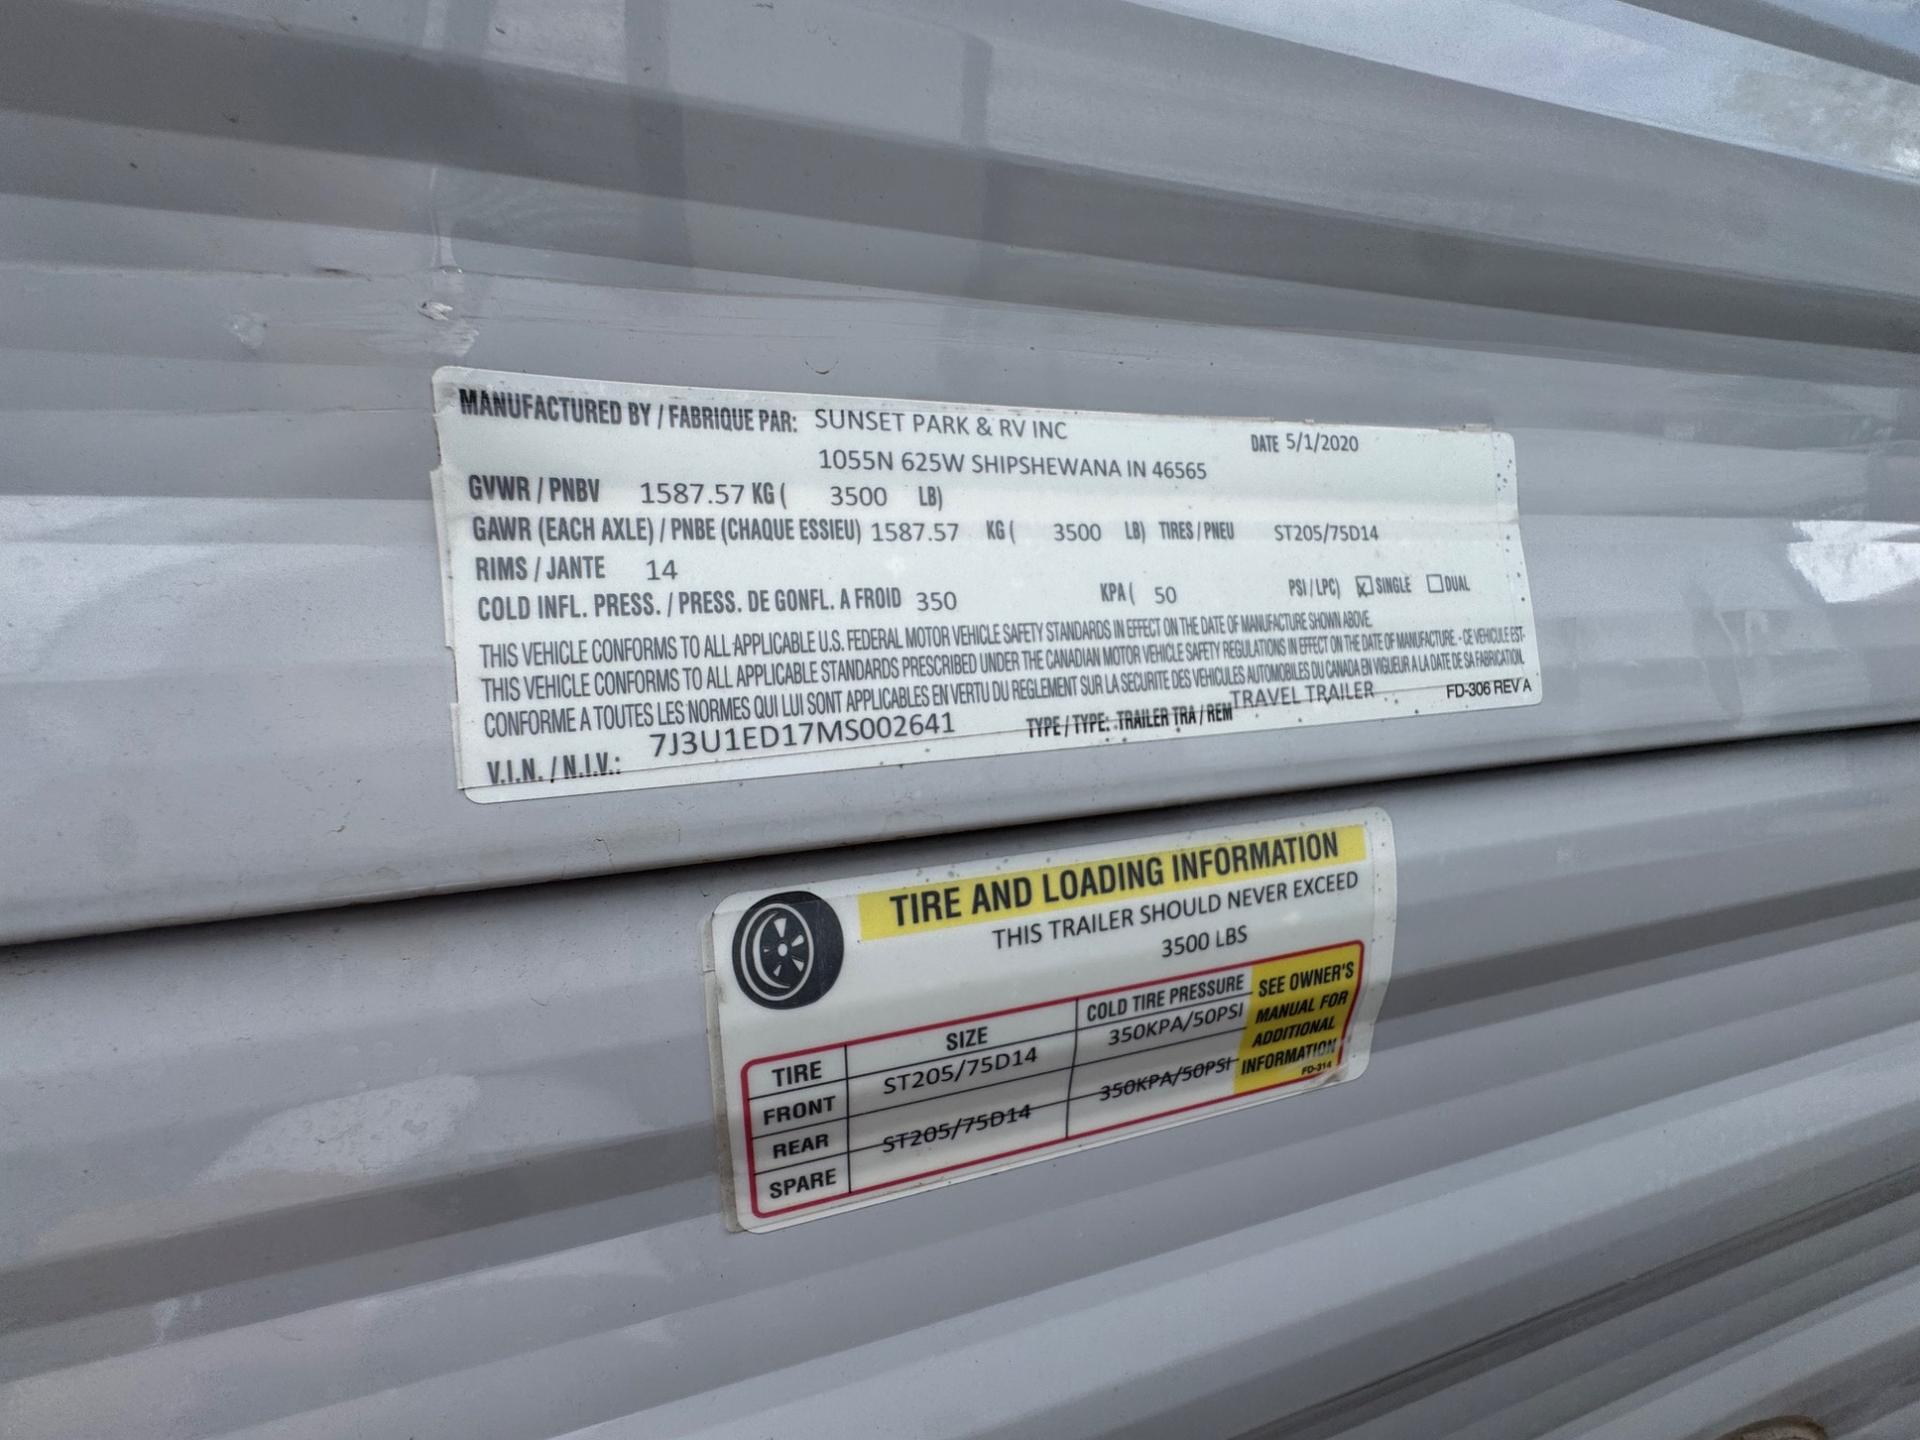 MANUFACTURED BY / FABRIQUE PAR: SUNSET PARK & RV INC DATE 5/1/2020
1055N 625W SHIPSHEWANA IN 46565
GVWR / PNBV 1587.57 KG ( 3500 LB)
GAWR (EACH AXLE) / PNBE (CHAQUE ESSIEU) 1587.57 KG ( 3500 LB) TIRES / PNEU ST205/75D14
RIMS / JANTE 14
COLD INFL. PRESS. / PRESS. DE GONFL. A FROID 350 KPA ( 50 PSI / LPC) SINGLE DUAL
THIS VEHICLE CONFORMS TO ALL APPLICABLE U.S. FEDERAL MOTOR VEHICLE SAFETY STANDARDS IN EFFECT ON THE DATE OF MANUFACTURE SHOWN ABOVE.
THIS VEHICLE CONFORMS TO ALL APPLICABLE STANDARDS PRESCRIBED UNDER THE CANADIAN MOTOR VEHICLE SAFETY REGULATIONS IN EFFECT ON THE DATE OF MANUFACTURE. - CE VEHICULE EST-
CONFORME A TOUTES LES NORMES QUI LUI SONT APPLICABLES EN VERTU DU REGLEMENT SUR LA SECURITE DES VEHICULES AUTOMOBILES DU CANADA EN VIGUEUR A LA DATE DE SA FABRICATION.
V.I.N. / N.I.V.: 7J3U1ED17MS002641 TYPE / TYPE: TRAILER TRA / REM TRAVEL TRAILER FD-306 REV A
TIRE AND LOADING INFORMATION
THIS TRAILER SHOULD NEVER EXCEED
3500 LBS
TIRE SIZE COLD TIRE PRESSURE
FRONT ST205/75D14 350KPA/50PSI
REAR ST205/75D14 350KPA/50PSI
SPARE
SEE OWNER'S
MANUAL FOR
ADDITIONAL
INFORMATION
FD-314